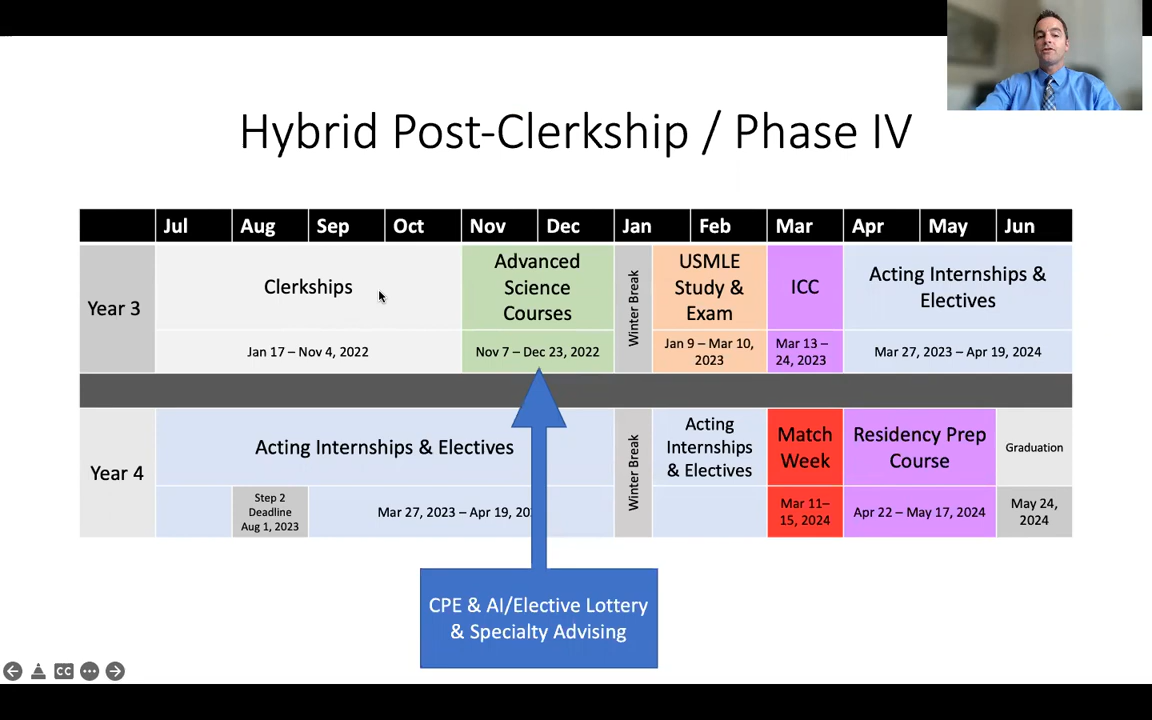 Hybrid Post-Clerkship / Phase IV
Jul Aug Sep Oct Nov Dec Jan Feb Mar Apr May Jun
Year 3
Clerkships
Jan 17 – Nov 4, 2022
Advanced
Science
Courses
Nov 7 – Dec 23, 2022
Winter Break
USMLE
Study &
Exam
Jan 9 – Mar 10,
2023
ICC
Mar 13 –
24, 2023
Acting Internships &
Electives
Mar 27, 2023 – Apr 19, 2024
Year 4
Acting Internships & Electives
Step 2
Deadline
Aug 1, 2023
Mar 27, 2023 – Apr 19, 20
Winter Break
Acting
Internships
& Electives
Match
Week
Mar 11–
15, 2024
Residency Prep
Course
Apr 22 – May 17, 2024
Graduation
May 24,
2024
CPE & AI/Elective Lottery
& Specialty Advising
CC